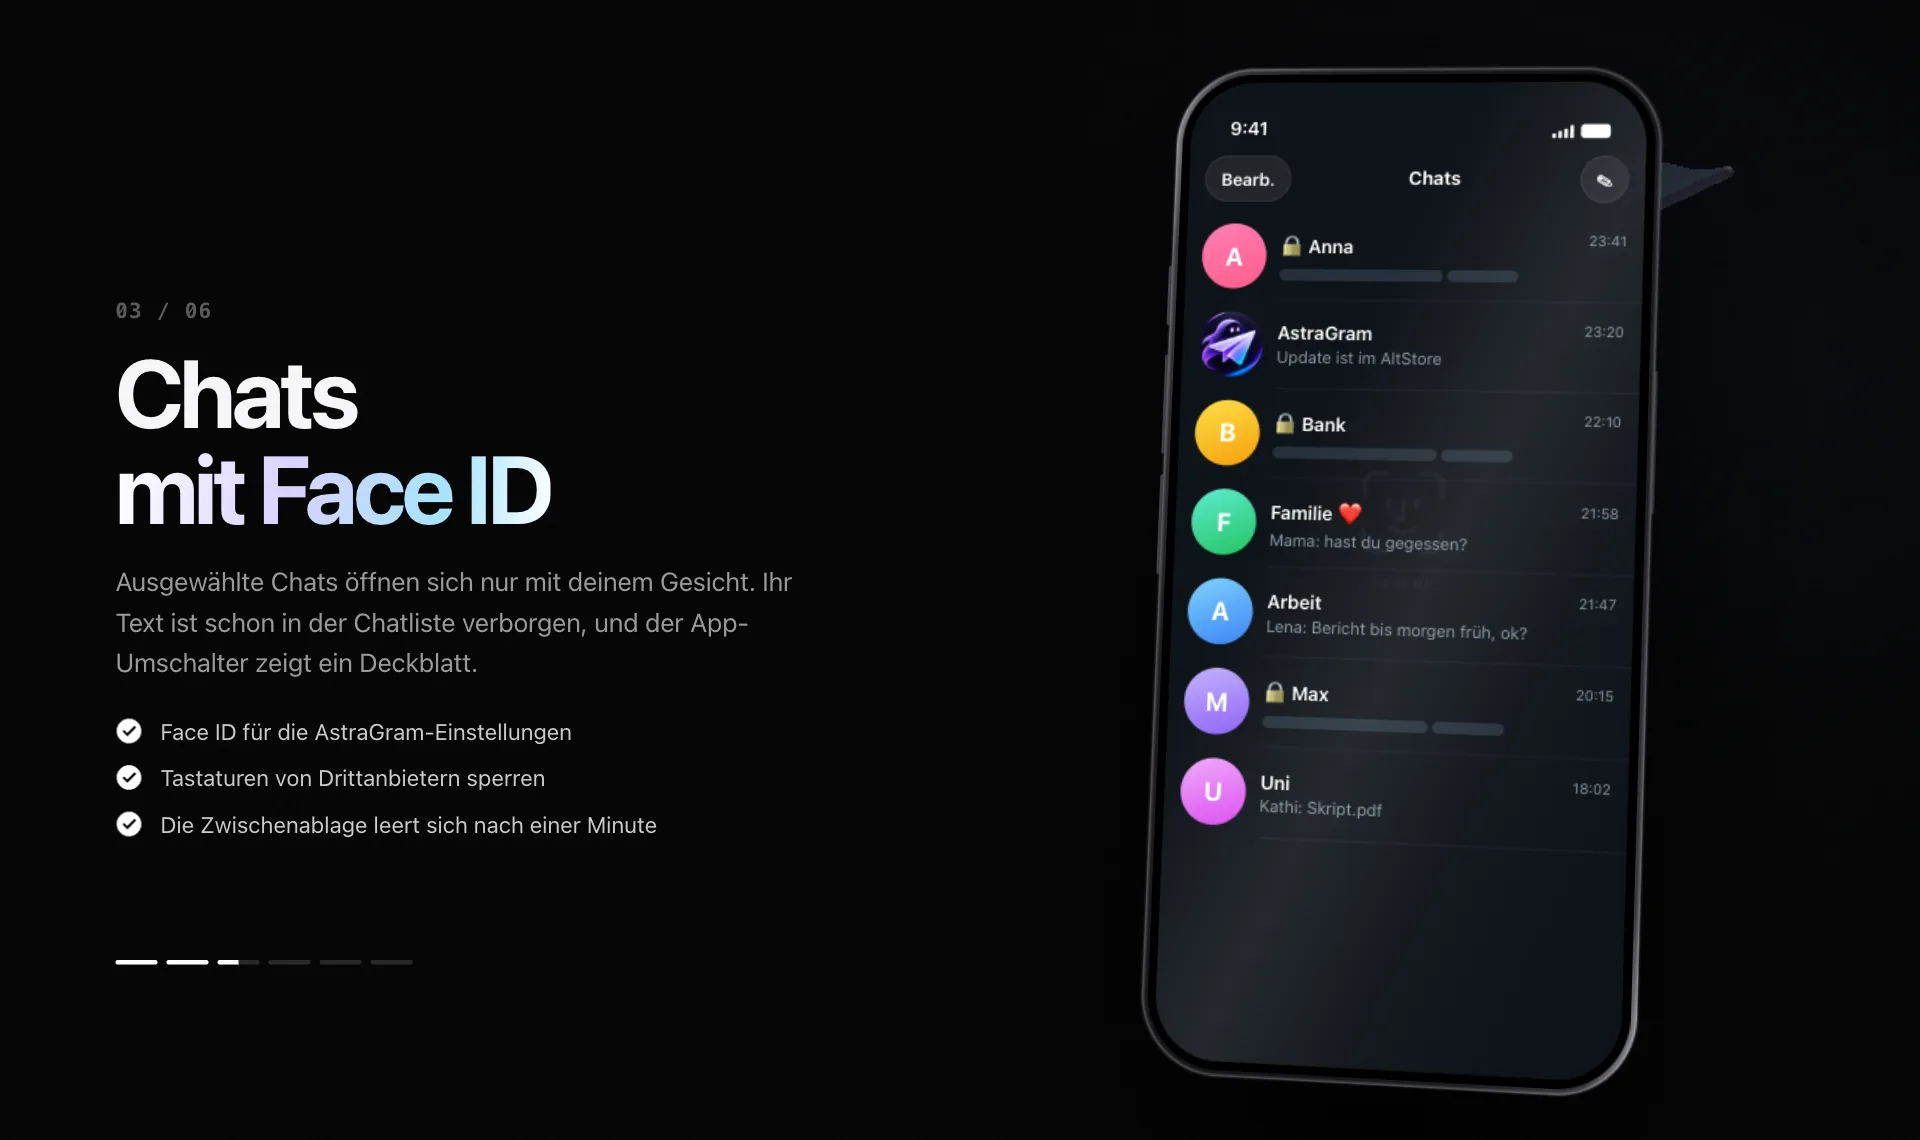 03 / 06
Chats
mit Face ID
Ausgewählte Chats öffnen sich nur mit deinem Gesicht. Ihr
Text ist schon in der Chatliste verborgen, und der App-
Umschalter zeigt ein Deckblatt.
Face ID für die AstraGram-Einstellungen
Tastaturen von Drittanbietern sperren
Die Zwischenablage leert sich nach einer Minute
9:41
Bearb.
Chats
A
🔒 Anna
23:41
AstraGram
23:20
Update ist im AltStore
B
🔒 Bank
22:10
F
Familie ❤️
21:58
Mama: hast du gegessen?
A
Arbeit
21:47
Lena: Bericht bis morgen früh, ok?
M
🔒 Max
20:15
U
Uni
18:02
Kathi: Skript.pdf